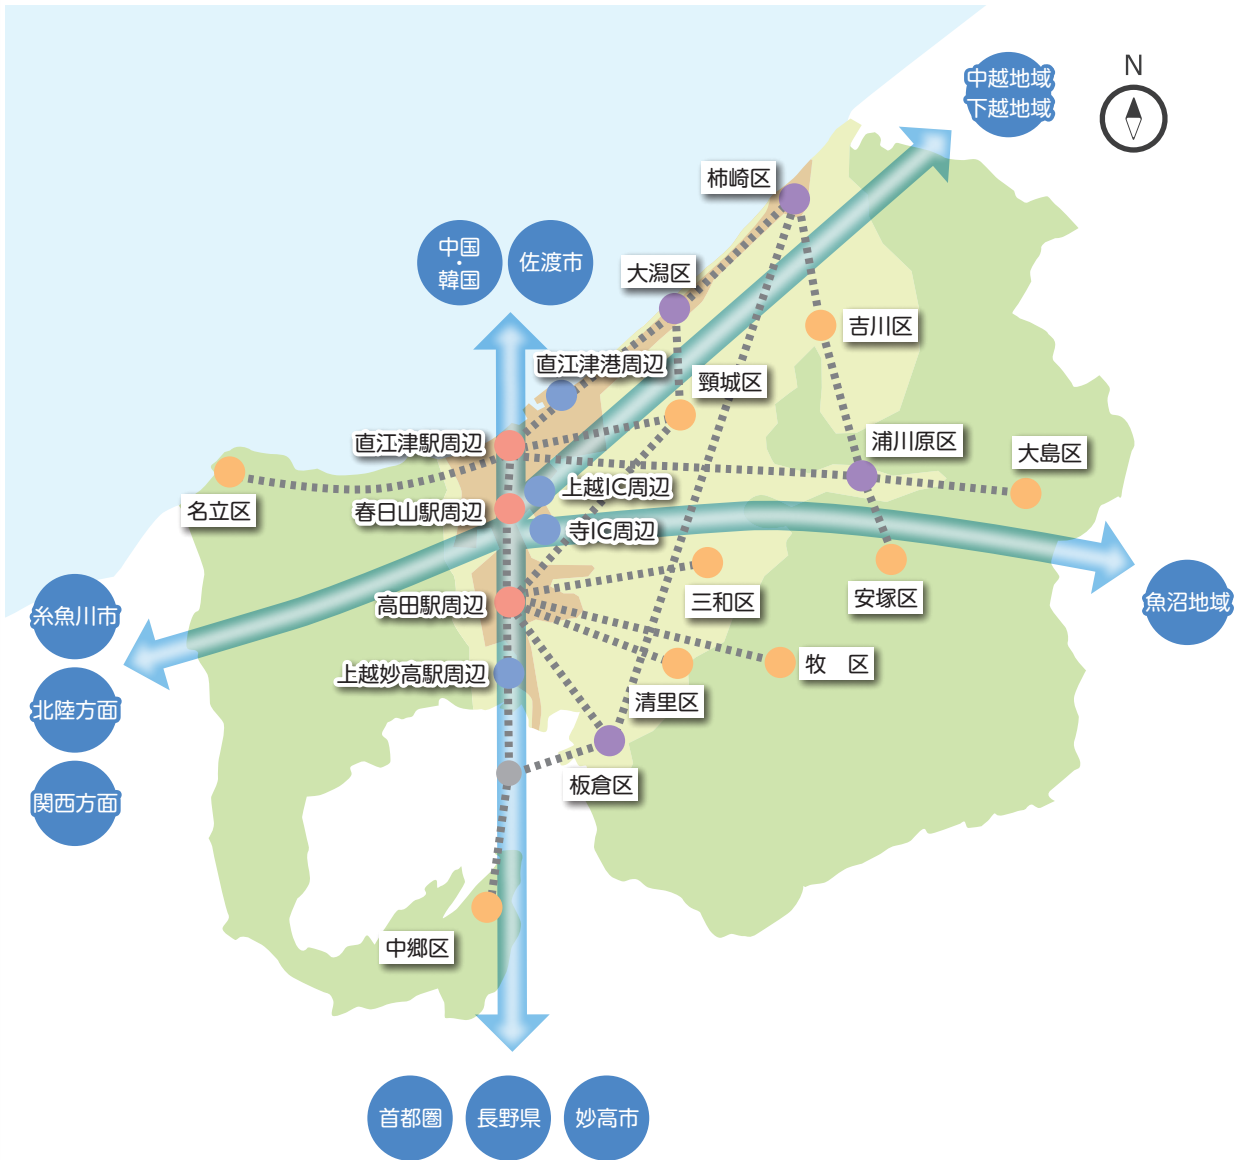 中越地域
下越地域
N
柿崎区
中国
・
韓国
佐渡市
大潟区
吉川区
直江津港周辺
頸城区
直江津駅周辺
浦川原区
大島区
名立区
上越IC周辺
春日山駅周辺
寺IC周辺
糸魚川市
高田駅周辺
三和区
安塚区
魚沼地域
上越妙高駅周辺
牧　区
清里区
北陸方面
板倉区
関西方面
中郷区
首都圏
長野県
妙高市